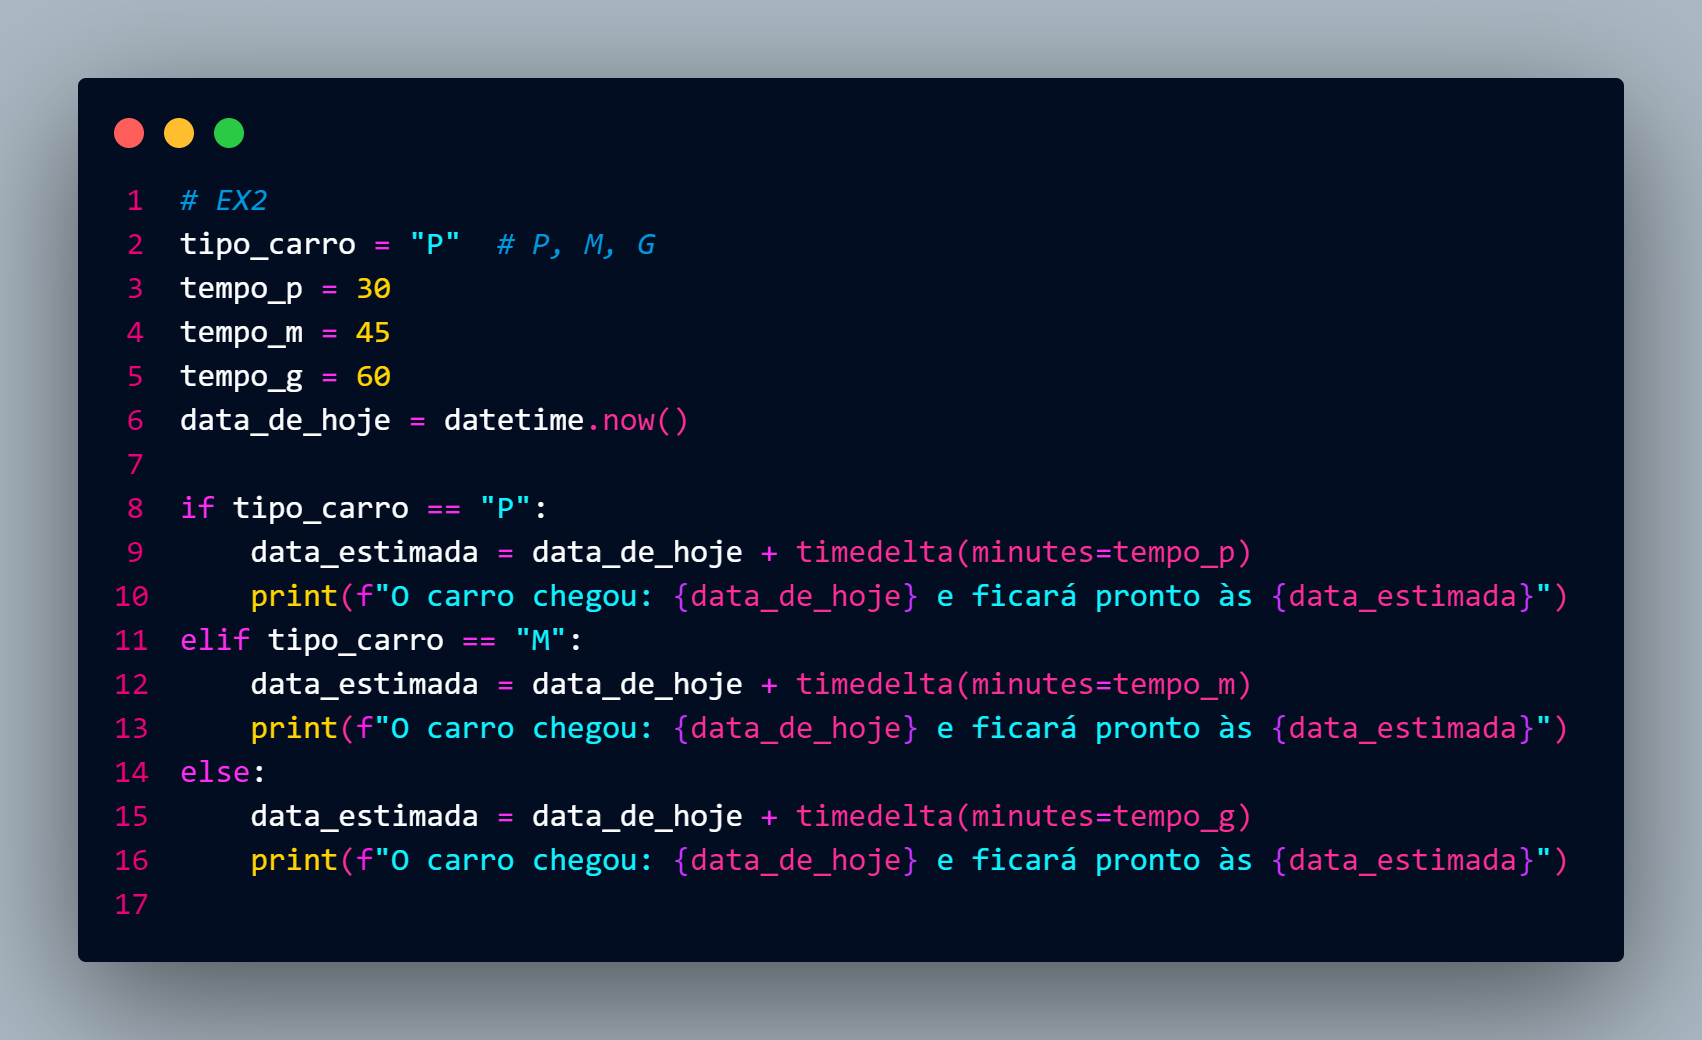 1 # EX2
2 tipo_carro = "P"  # P, M, G
3 tempo_p = 30
4 tempo_m = 45
5 tempo_g = 60
6 data_de_hoje = datetime.now()
7
8 if tipo_carro == "P":
9     data_estimada = data_de_hoje + timedelta(minutes=tempo_p)
10     print(f"O carro chegou: {data_de_hoje} e ficará pronto às {data_estimada}")
11 elif tipo_carro == "M":
12     data_estimada = data_de_hoje + timedelta(minutes=tempo_m)
13     print(f"O carro chegou: {data_de_hoje} e ficará pronto às {data_estimada}")
14 else:
15     data_estimada = data_de_hoje + timedelta(minutes=tempo_g)
16     print(f"O carro chegou: {data_de_hoje} e ficará pronto às {data_estimada}")
17